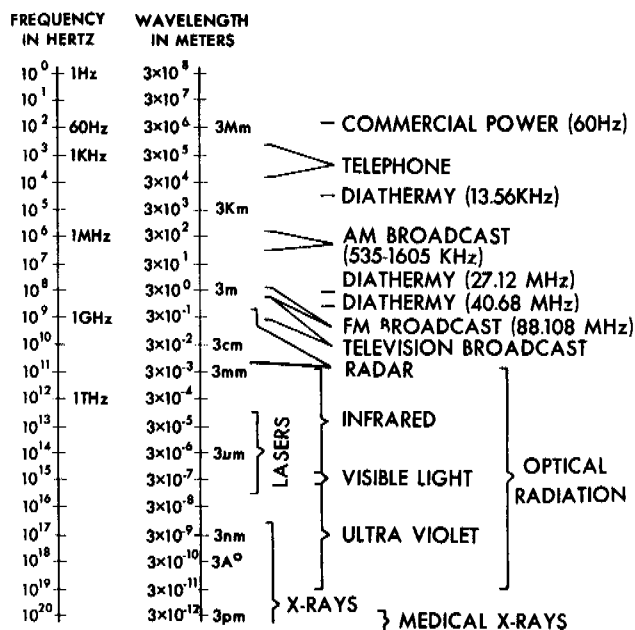 FREQUENCY WAVELENGTH
IN HERTZ IN METERS
10⁰ 1Hz 3×10⁸
10¹ 3×10⁷
10² 60Hz 3×10⁶ 3Mm COMMERCIAL POWER (60Hz)
10³ 1KHz 3×10⁵ TELEPHONE
10⁴ 3×10⁴ DIATHERMY (13.56KHz)
10⁵ 3×10³ 3Km
10⁶ 1MHz 3×10² AM BROADCAST
(535-1605 KHz)
10⁷ 3×10¹
DIATHERMY (27.12 MHz)
10⁸ 3×10⁰ 3m DIATHERMY (40.68 MHz)
10⁹ 1GHz 3×10⁻¹ FM BROADCAST (88.108 MHz)
10¹⁰ 3×10⁻² 3cm TELEVISION BROADCAST
10¹¹ 3×10⁻³ 3mm RADAR
10¹² 1THz 3×10⁻⁴ INFRARED
10¹³ 3×10⁻⁵
10¹⁴ 3×10⁻⁶ 3μm LASERS
10¹⁵ 3×10⁻⁷ VISIBLE LIGHT OPTICAL
RADIATION
10¹⁶ 3×10⁻⁸
10¹⁷ 3×10⁻⁹ 3nm ULTRA VIOLET
10¹⁸ 3×10⁻¹⁰ 3A°
10¹⁹ 3×10⁻¹¹ X-RAYS
10²⁰ 3×10⁻¹² 3pm MEDICAL X-RAYS